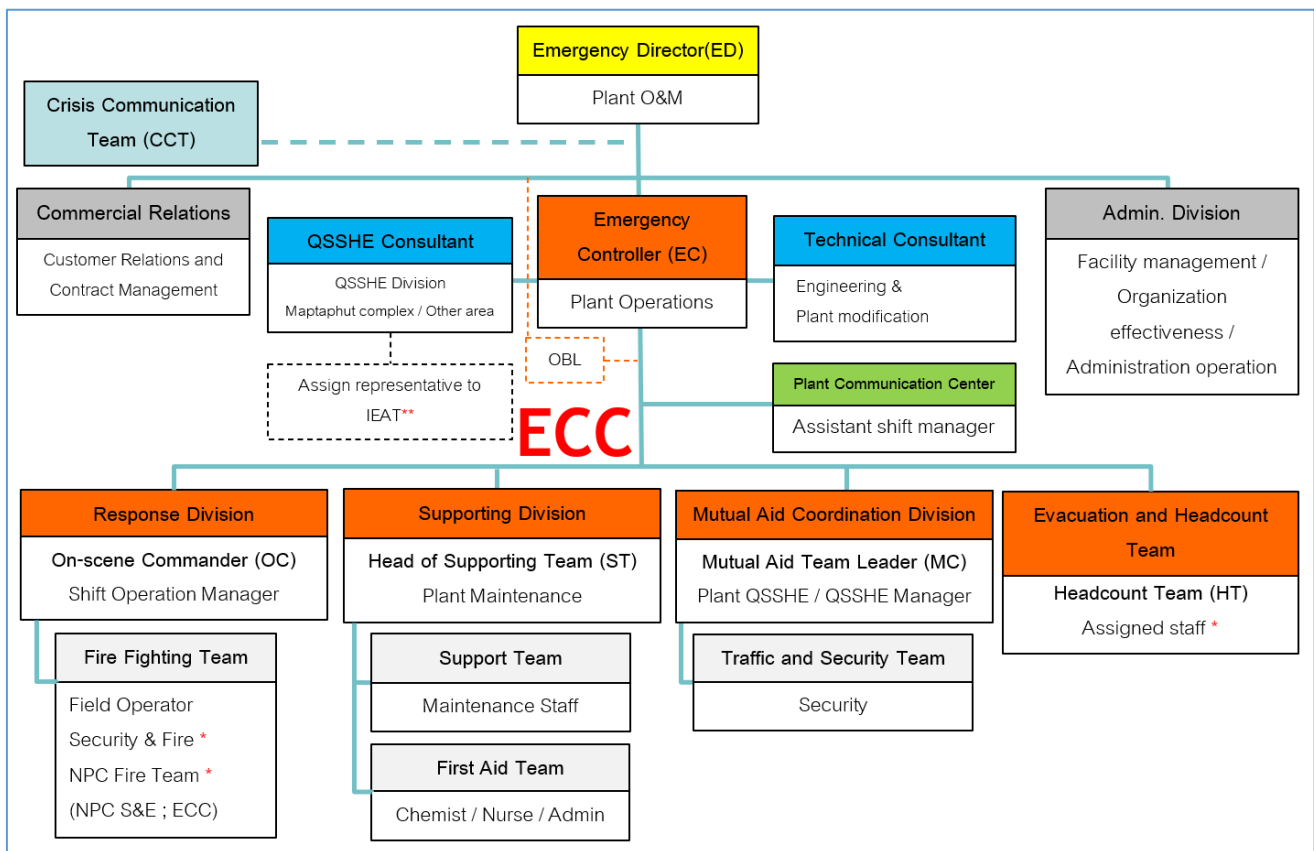 Emergency Director(ED)
Plant O&M
Crisis Communication
Team (CCT)
Commercial Relations
Customer Relations and
Contract Management
QSSHE Consultant
QSSHE Division
Maptaphut complex / Other area
Assign representative to
IEAT**
Emergency
Controller (EC)
Plant Operations
OBL
Technical Consultant
Engineering &
Plant modification
Plant Communication Center
Assistant shift manager
Admin. Division
Facility management /
Organization
effectiveness /
Administration operation
ECC
Response Division
On-scene Commander (OC)
Shift Operation Manager
Fire Fighting Team
Field Operator
Security & Fire *
NPC Fire Team *
(NPC S&E ; ECC)
Supporting Division
Head of Supporting Team (ST)
Plant Maintenance
Support Team
Maintenance Staff
First Aid Team
Chemist / Nurse / Admin
Mutual Aid Coordination Division
Mutual Aid Team Leader (MC)
Plant QSSHE / QSSHE Manager
Traffic and Security Team
Security
Evacuation and Headcount
Team
Headcount Team (HT)
Assigned staff *